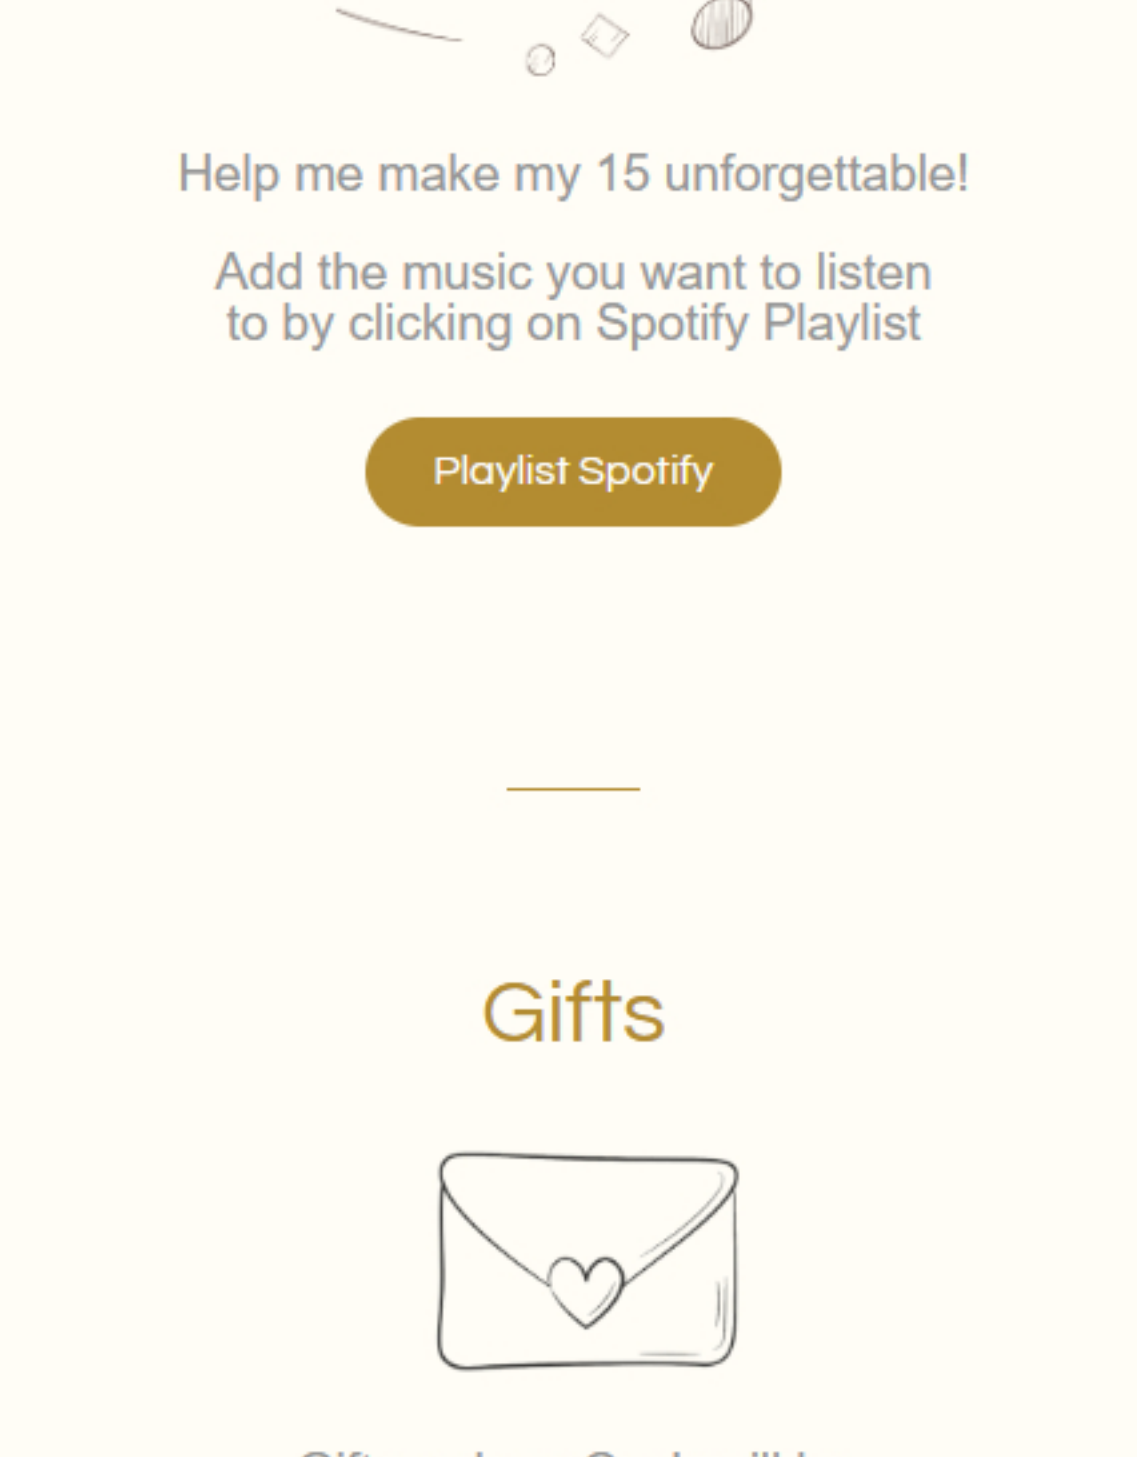 Help me make my 15 unforgettable!
Add the music you want to listen
to by clicking on Spotify Playlist
Playlist Spotify
Gifts